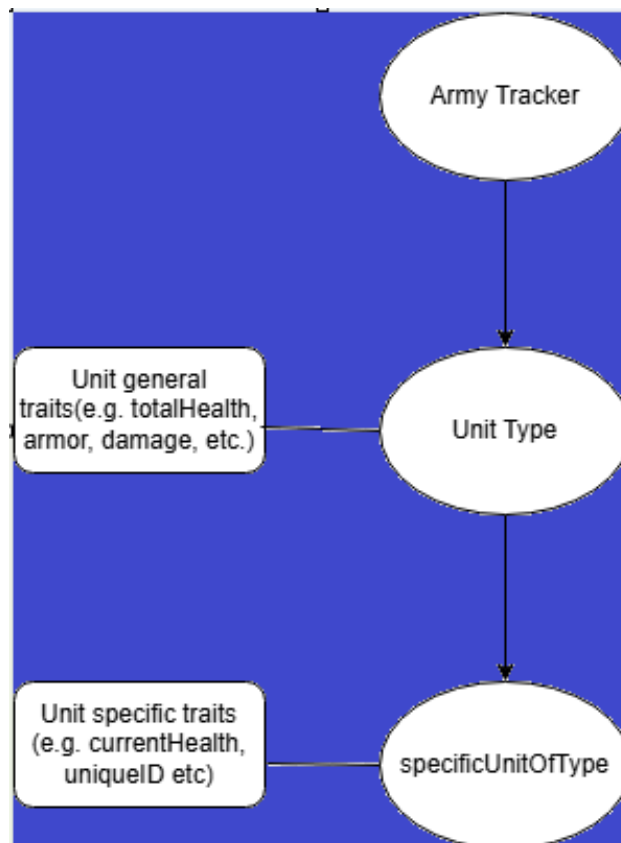 Army Tracker
Unit general
traits(e.g. totalHealth,
armor, damage, etc.)
Unit Type
Unit specific traits
(e.g. currentHealth,
uniqueID etc)
specificUnitOfType